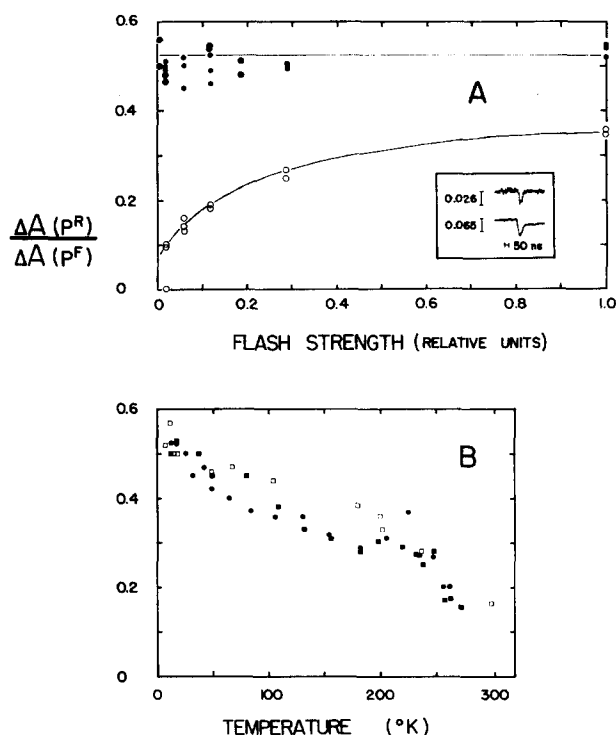 0.6
A
0.4
0.2
0
ΔA (P^R)
ΔA (P^F)
0.026
0.065
50 ns
0 0.2 0.4 0.6 0.8 1.0
FLASH STRENGTH (RELATIVE UNITS)
0.6
B
0.4
0.2
0
0 100 200 300
TEMPERATURE (°K)